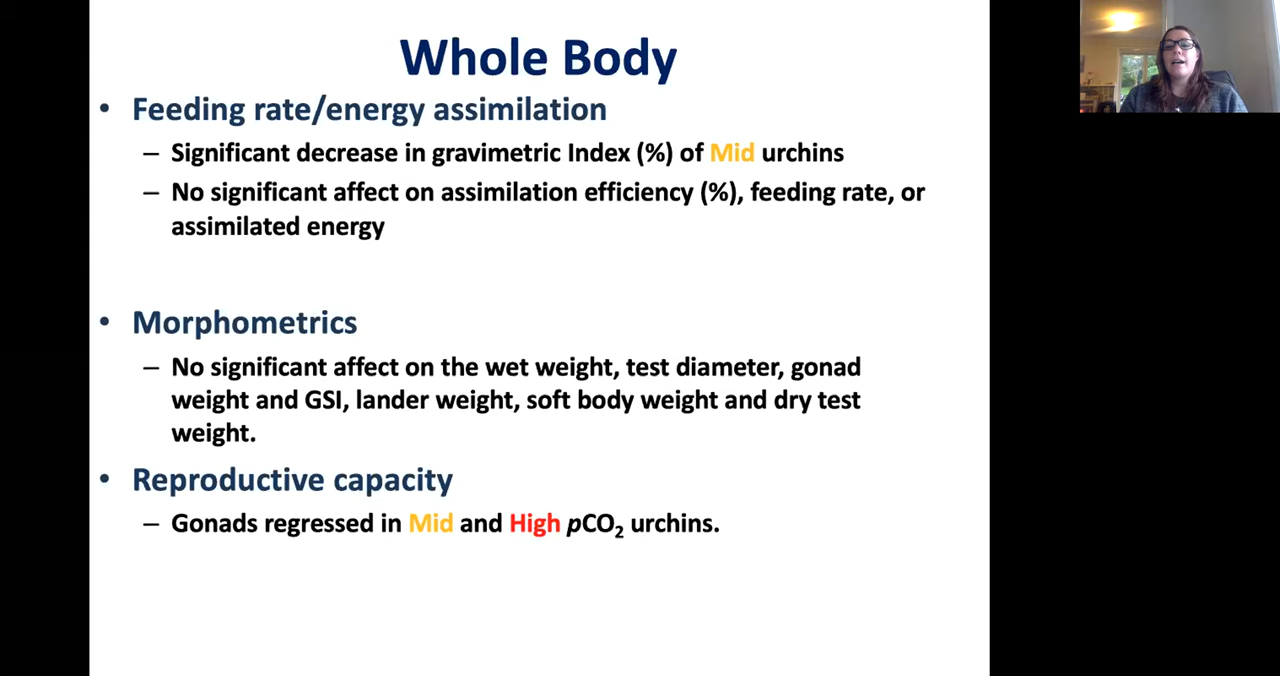 Whole Body
• Feeding rate/energy assimilation
– Significant decrease in gravimetric Index (%) of Mid urchins
– No significant affect on assimilation efficiency (%), feeding rate, or
assimilated energy
• Morphometrics
– No significant affect on the wet weight, test diameter, gonad
weight and GSI, lander weight, soft body weight and dry test
weight.
• Reproductive capacity
– Gonads regressed in Mid and High pCO₂ urchins.